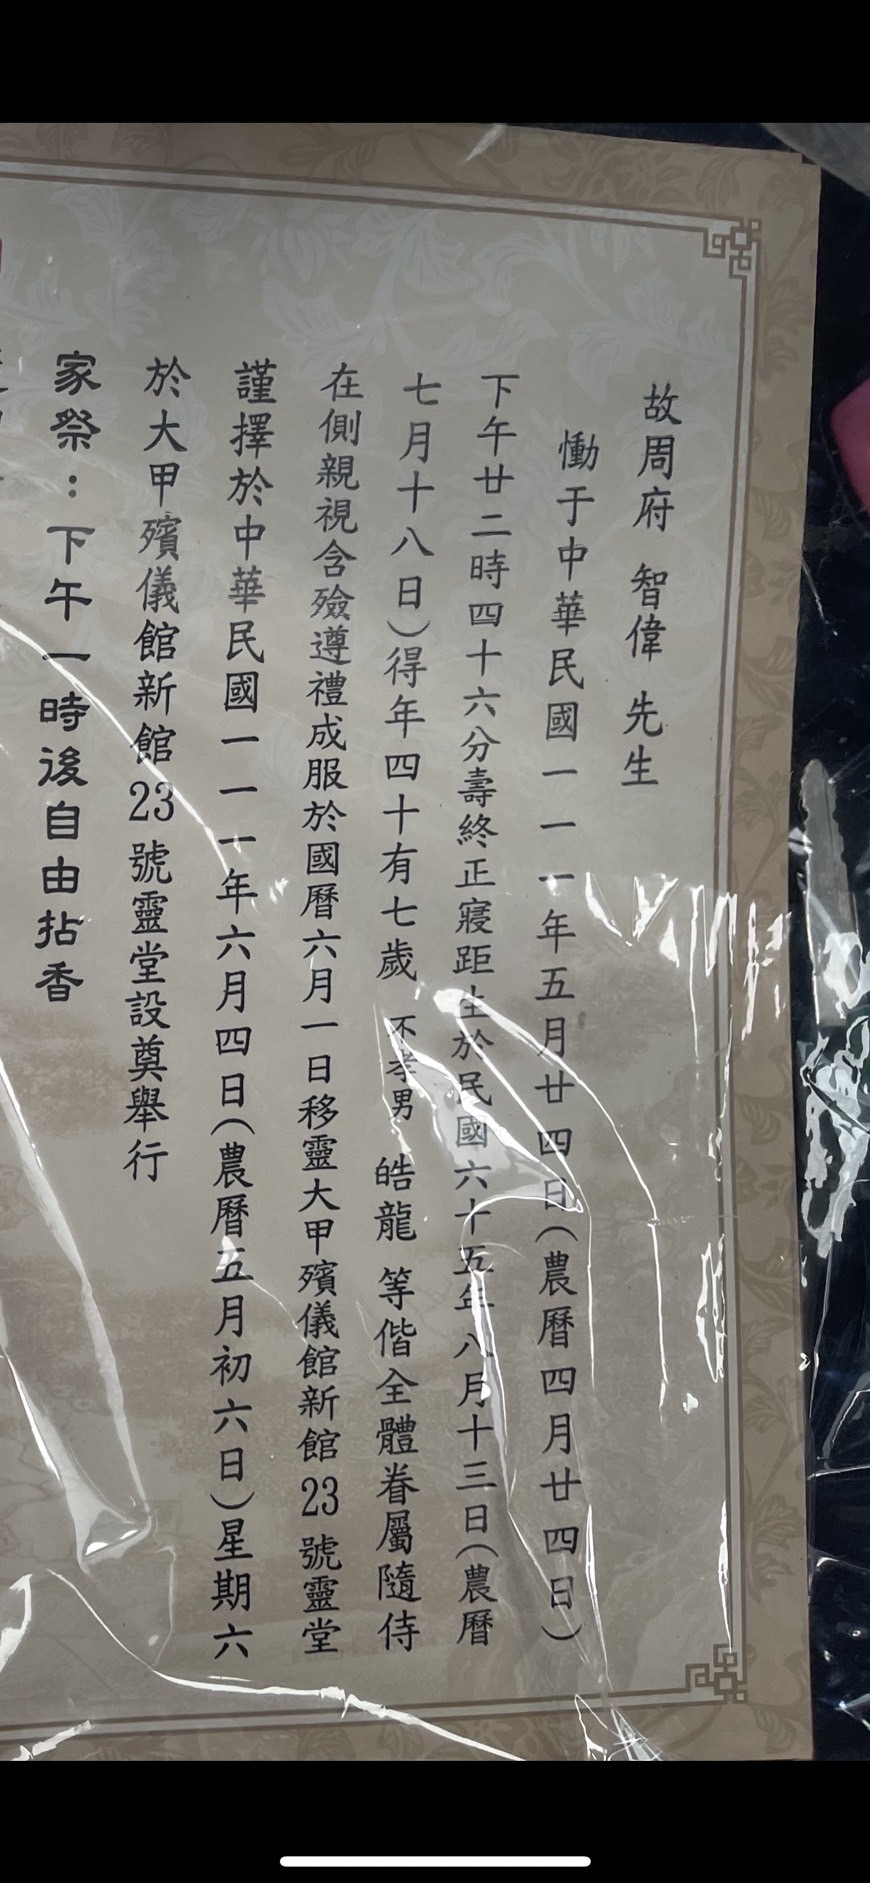 故周府 智偉 先生
慟于中華民國一一一年五月廿四日(農曆四月廿四日)
下午廿二時四十六分壽終正寢距生於民國六十五年八月十三日(農曆
七月十八日)得年四十有七歲 不孝男 皓龍 等偕全體眷屬隨侍
在側親視含殮遵禮成服於國曆六月一日移靈大甲殯儀館新館23號靈堂
謹擇於中華民國一一一年六月四日(農曆五月初六日)星期六
於大甲殯儀館新館23號靈堂設奠舉行
家祭：下午一時後自由拈香